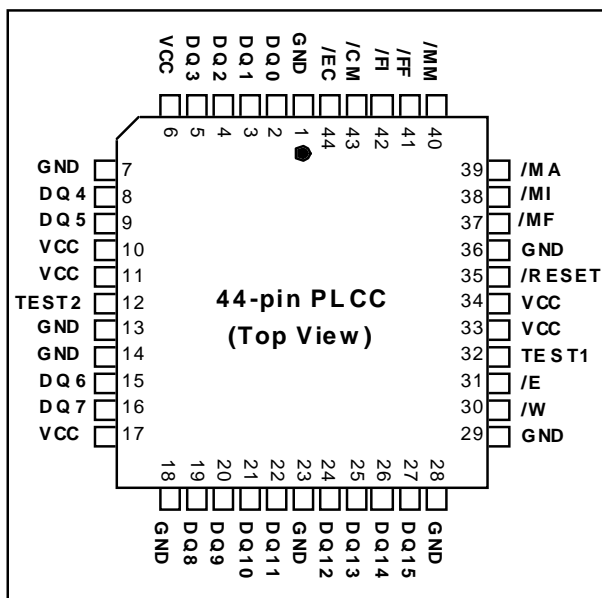 VCC DQ3 DQ2 DQ1 DQ0 GND /EC /CM /FI /FF /MM
6 5 4 3 2 1 44 43 42 41 40
GND 7
DQ4 8
DQ5 9
VCC 10
VCC 11
TEST2 12
GND 13
GND 14
DQ6 15
DQ7 16
VCC 17
44-pin PLCC
(Top View)
39 /MA
38 /MI
37 /MF
36 GND
35 /RESET
34 VCC
33 VCC
32 TEST1
31 /E
30 /W
29 GND
18 19 20 21 22 23 24 25 26 27 28
GND DQ8 DQ9 DQ10 DQ11 GND DQ12 DQ13 DQ14 DQ15 GND